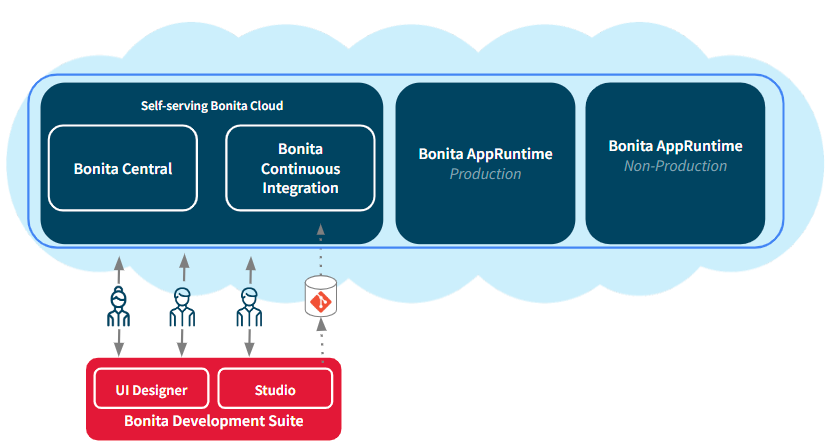 Self-serving Bonita Cloud
Bonita Central
Bonita
Continuous
Integration
Bonita AppRuntime
Production
Bonita AppRuntime
Non-Production
UI Designer
Studio
Bonita Development Suite